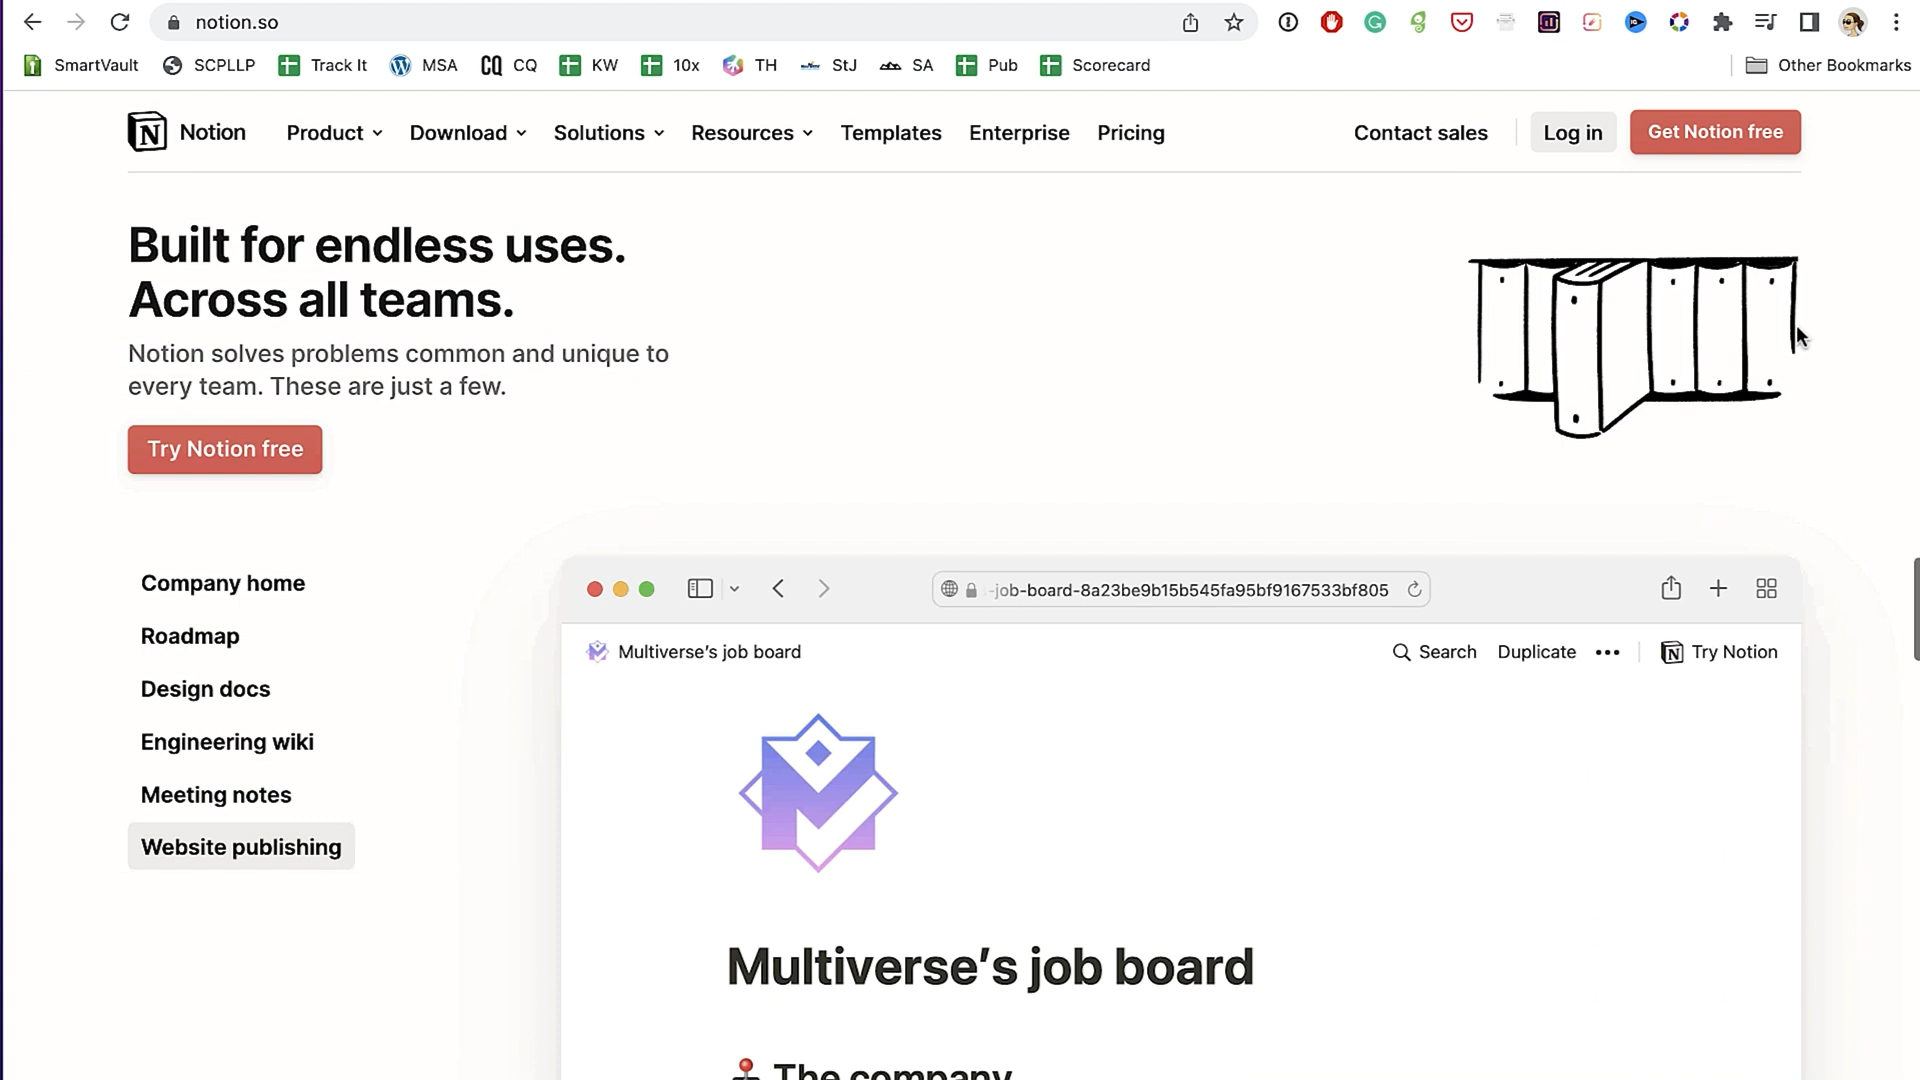 notion.so
SmartVault SCPLLP Track It MSA CQ CQ KW 10x TH StJ SA Pub Scorecard Other Bookmarks
N Notion Product Download Solutions Resources Templates Enterprise Pricing Contact sales Log in Get Notion free
Built for endless uses.
Across all teams.
Notion solves problems common and unique to
every team. These are just a few.
Try Notion free
Company home
Roadmap
Design docs
Engineering wiki
Meeting notes
Website publishing
-job-board-8a23be9b15b545fa95bf9167533bf805
Multiverse’s job board Search Duplicate ••• N Try Notion
Multiverse’s job board
The company